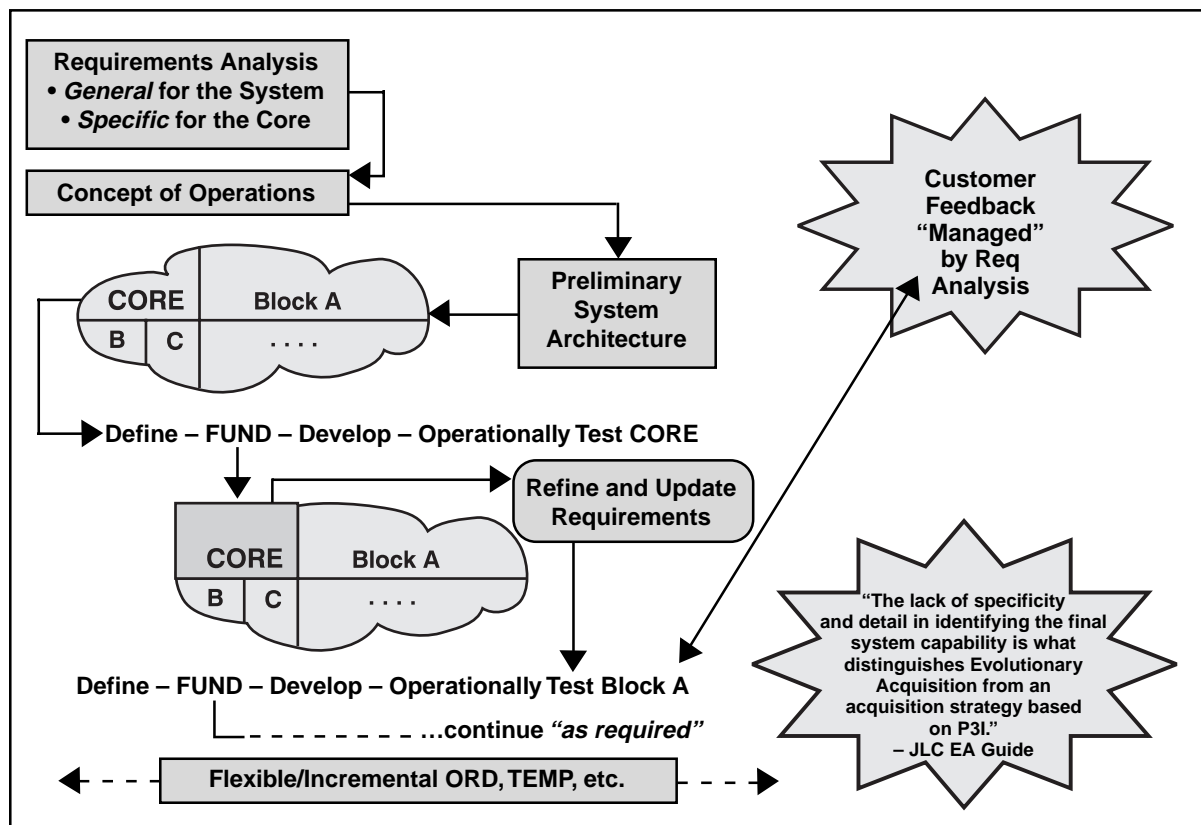 Requirements Analysis
• General for the System
• Specific for the Core
Concept of Operations
Preliminary
System
Architecture
CORE
Block A
B
C
. . . .
Customer
Feedback
“Managed”
by Req
Analysis
Define – FUND – Develop – Operationally Test CORE
Refine and Update
Requirements
CORE
Block A
B
C
. . . .
Define – FUND – Develop – Operationally Test Block A
…continue “as required”
Flexible/Incremental ORD, TEMP, etc.
“The lack of specificity
and detail in identifying the final
system capability is what
distinguishes Evolutionary
Acquisition from an
acquisition strategy based
on P3I.”
– JLC EA Guide